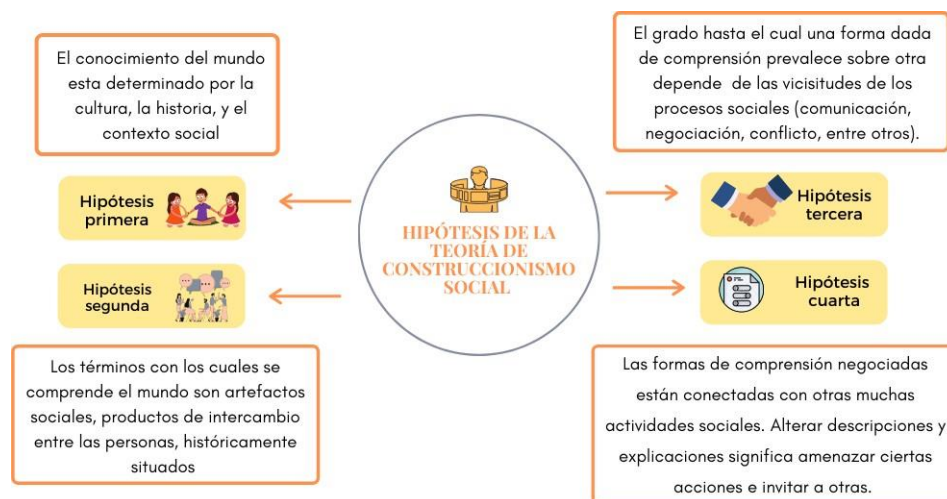 El conocimiento del mundo
esta determinado por la
cultura, la historia, y el
contexto social
Hipótesis
primera
Hipótesis
segunda
Los términos con los cuales se
comprende el mundo son artefactos
sociales, productos de intercambio
entre las personas, históricamente
situados
HIPÓTESIS DE LA
TEORÍA DE
CONSTRUCCIONISMO
SOCIAL
El grado hasta el cual una forma dada
de comprensión prevalece sobre otra
depende de las vicisitudes de los
procesos sociales (comunicación,
negociación, conflicto, entre otros).
Hipótesis
tercera
Hipótesis
cuarta
Las formas de comprensión negociadas
están conectadas con otras muchas
actividades sociales. Alterar descripciones y
explicaciones significa amenazar ciertas
acciones e invitar a otras.